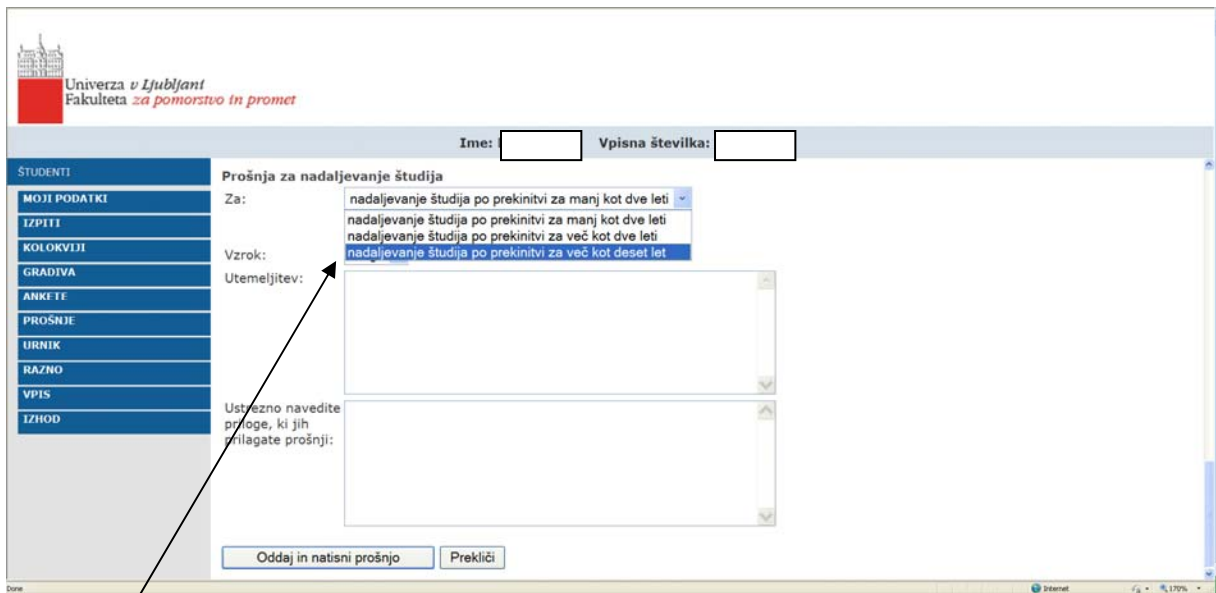 Univerza v Ljubljani
Fakulteta za pomorstvo in promet
Ime: Vpisna številka:
ŠTUDENTI
MOJI PODATKI
IZPITI
KOLOKVIJI
GRADIVA
ANKETE
PROŠNJE
URNIK
RAZNO
VPIS
IZHOD
Prošnja za nadaljevanje študija
Za: nadaljevanje študija po prekinitvi za manj kot dve leti
nadaljevanje študija po prekinitvi za manj kot dve leti
nadaljevanje študija po prekinitvi za več kot dve leti
nadaljevanje študija po prekinitvi za več kot deset let
Vzrok:
Utemeljitev:
Ustrezno navedite
priloge, ki jih
prilagate prošnji:
Oddaj in natisni prošnjo Prekliči
Done Internet 170%